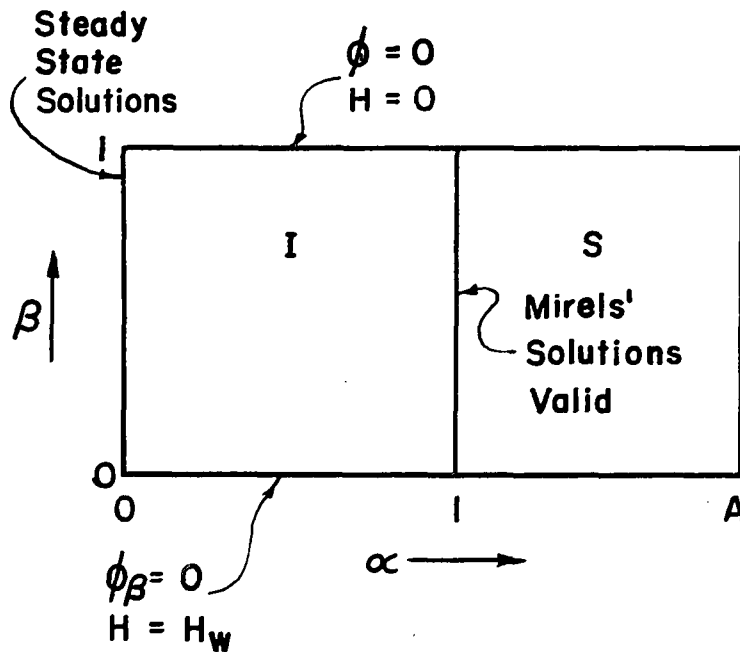 Steady
State
Solutions
ϕ = 0
H = 0
1
I
S
β
Mirels'
Solutions
Valid
0
0
1
A
α
ϕβ = 0
H = Hw